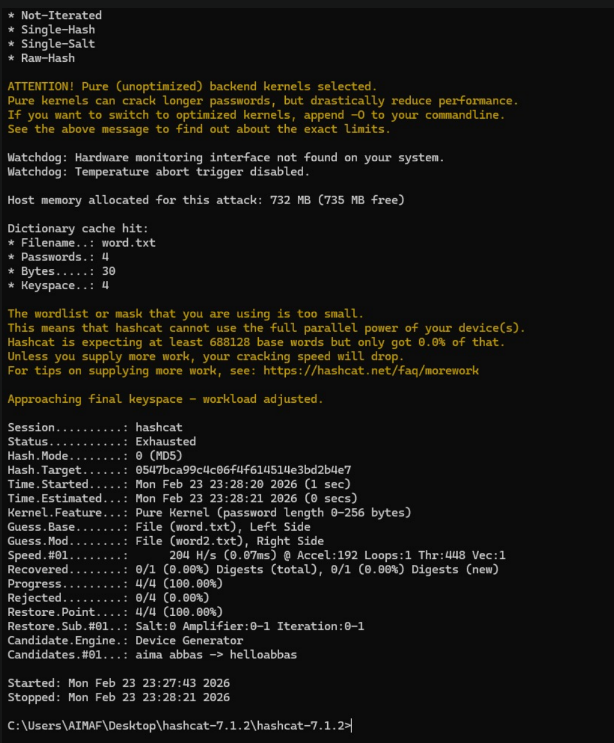 * Not-Iterated
* Single-Hash
* Single-Salt
* Raw-Hash
ATTENTION! Pure (unoptimized) backend kernels selected.
Pure kernels can crack longer passwords, but drastically reduce performance.
If you want to switch to optimized kernels, append -O to your commandline.
See the above message to find out about the exact limits.
Watchdog: Hardware monitoring interface not found on your system.
Watchdog: Temperature abort trigger disabled.
Host memory allocated for this attack: 732 MB (735 MB free)
Dictionary cache hit:
* Filename..: word.txt
* Passwords.: 4
* Bytes.....: 30
* Keyspace..: 4
The wordlist or mask that you are using is too small.
This means that hashcat cannot use the full parallel power of your device(s).
Hashcat is expecting at least 688128 base words but only got 0.0% of that.
Unless you supply more work, your cracking speed will drop.
For tips on supplying more work, see: https://hashcat.net/faq/morework
Approaching final keyspace - workload adjusted.
Session..........: hashcat
Status...........: Exhausted
Hash.Mode........: 0 (MD5)
Hash.Target......: 0547bca99c4c06f4f614514e3bd2b4e7
Time.Started.....: Mon Feb 23 23:28:20 2026 (1 sec)
Time.Estimated...: Mon Feb 23 23:28:21 2026 (0 secs)
Kernel.Feature...: Pure Kernel (password length 0-256 bytes)
Guess.Base.......: File (word.txt), Left Side
Guess.Mod........: File (word2.txt), Right Side
Speed.#01........:      204 H/s (0.07ms) @ Accel:192 Loops:1 Thr:448 Vec:1
Recovered........: 0/1 (0.00%) Digests (total), 0/1 (0.00%) Digests (new)
Progress.........: 4/4 (100.00%)
Rejected.........: 0/4 (0.00%)
Restore.Point....: 4/4 (100.00%)
Restore.Sub.#01..: Salt:0 Amplifier:0-1 Iteration:0-1
Candidate.Engine.: Device Generator
Candidates.#01...: aima abbas -> helloabbas
Started: Mon Feb 23 23:27:43 2026
Stopped: Mon Feb 23 23:28:21 2026
C:\Users\AIMAF\Desktop\hashcat-7.1.2\hashcat-7.1.2>